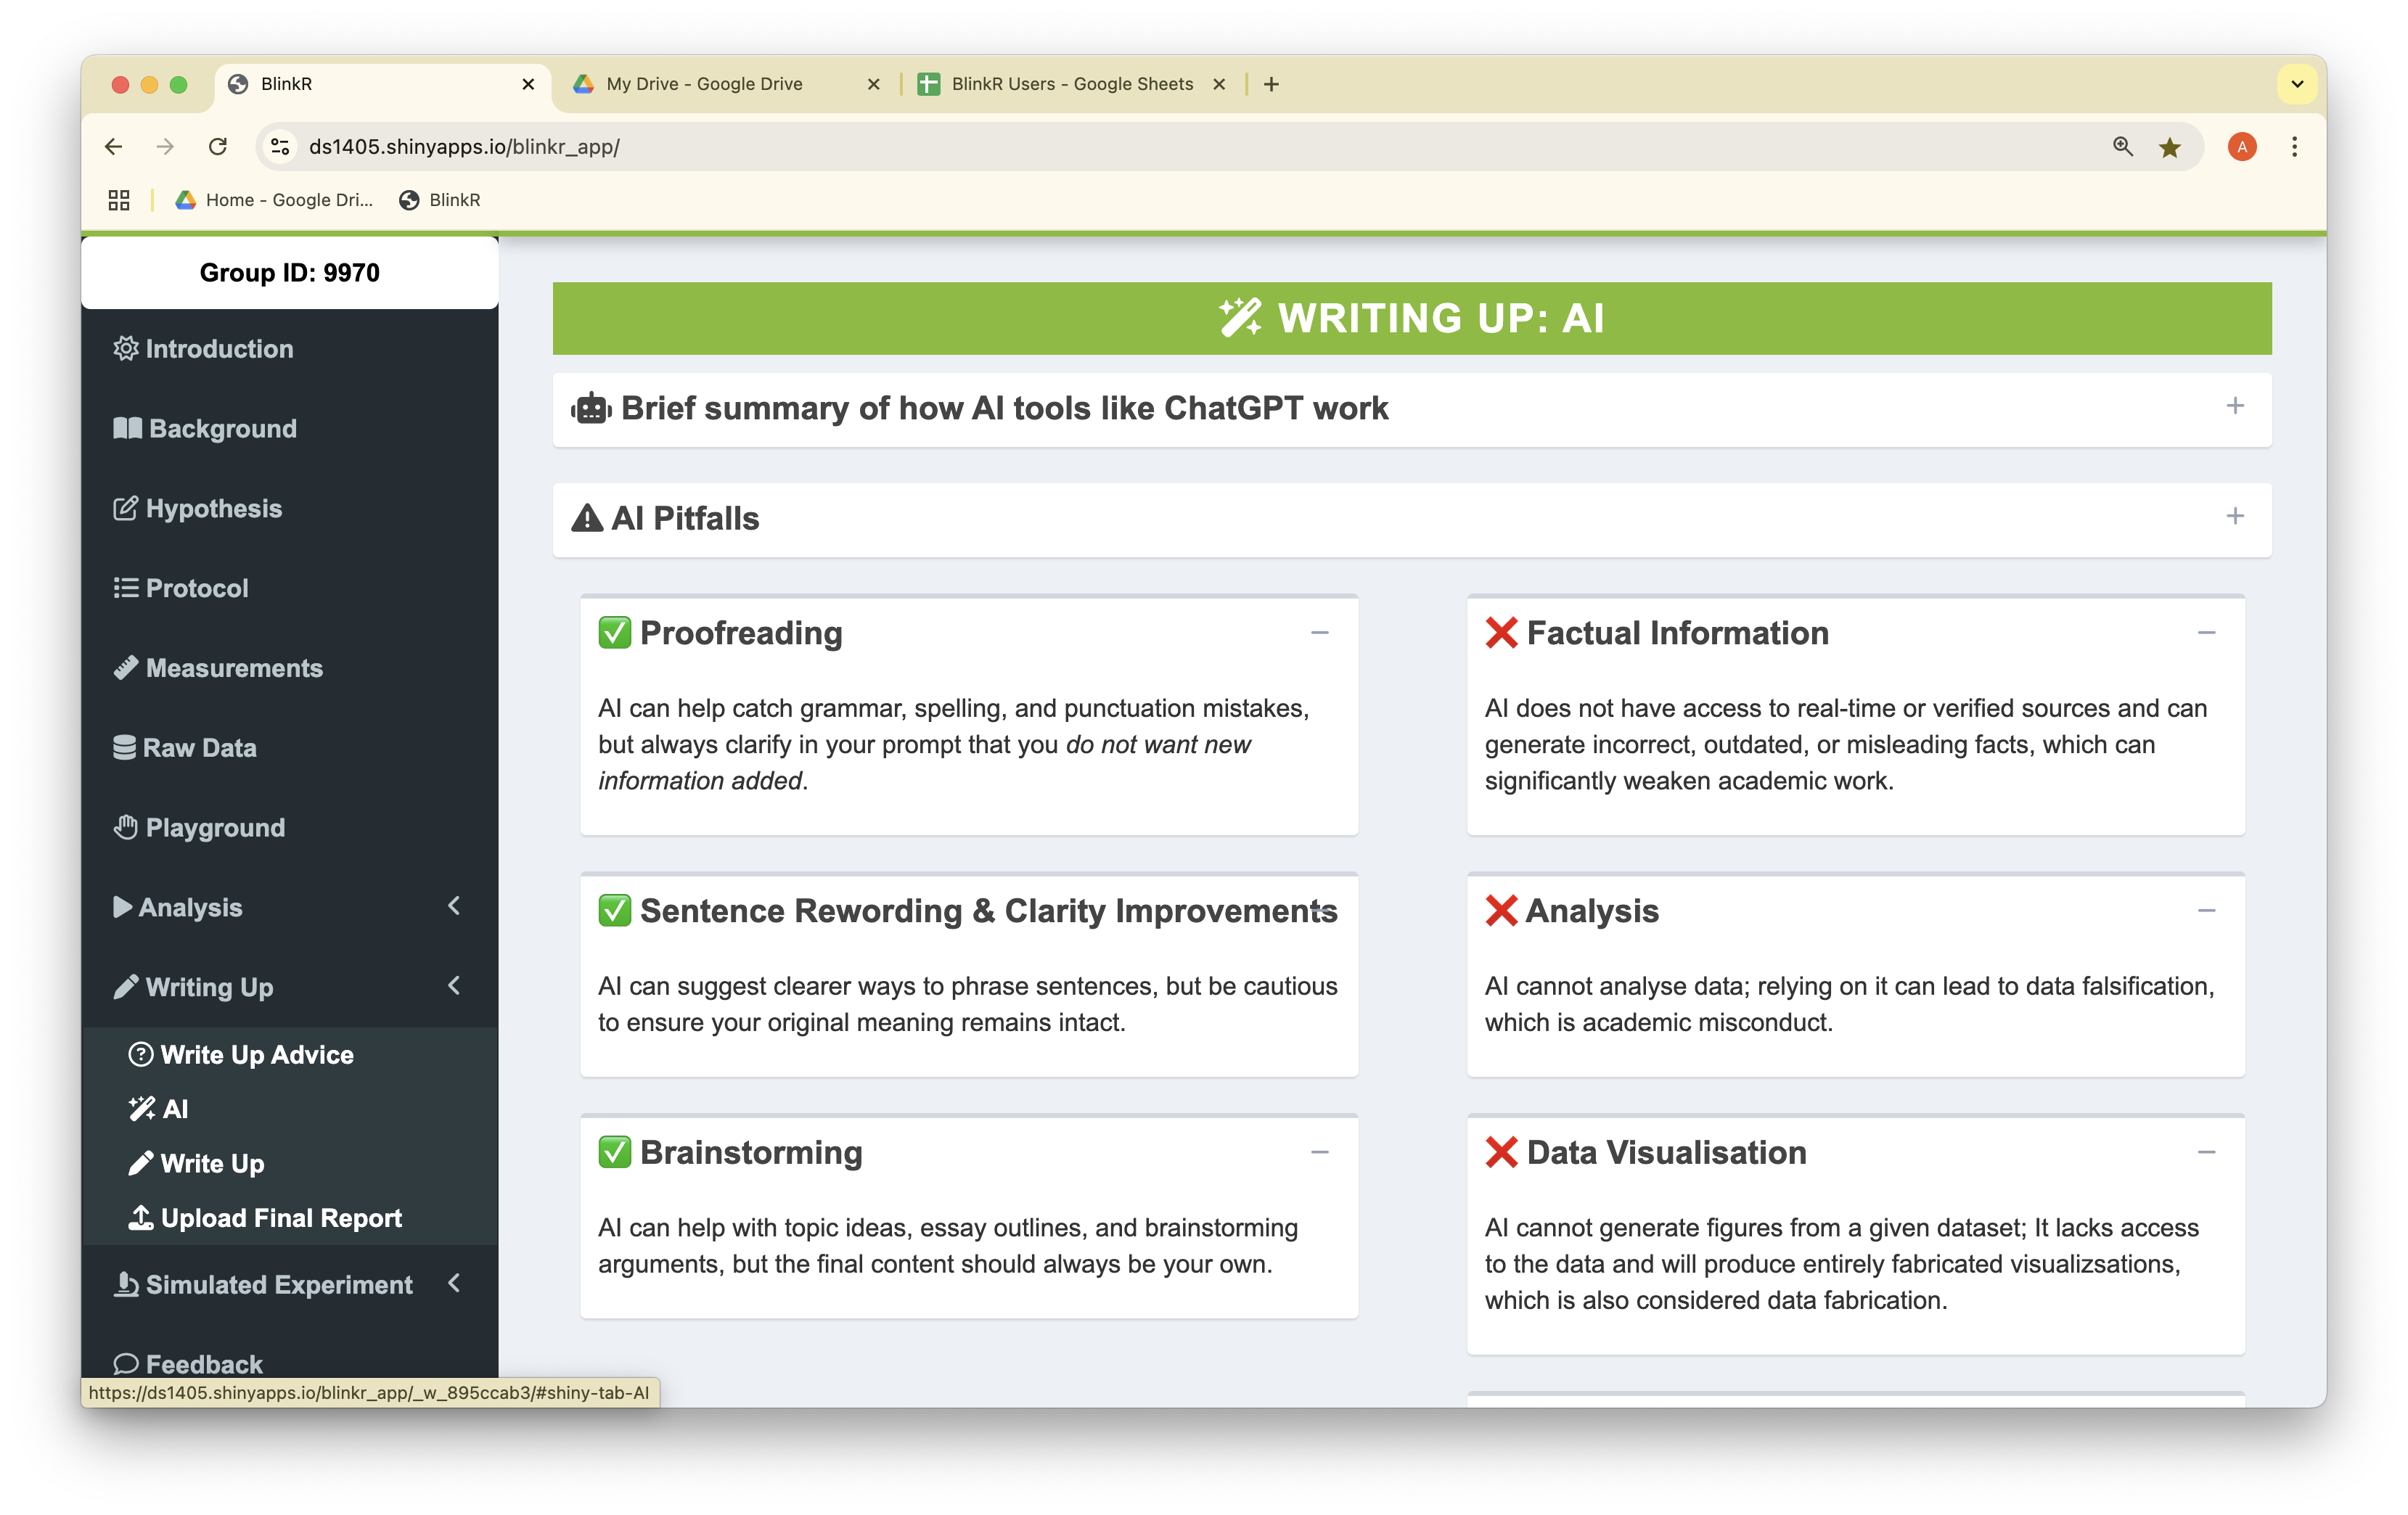 BlinkR
My Drive - Google Drive
BlinkR Users - Google Sheets
ds1405.shinyapps.io/blinkr_app/
A
Home - Google Dri...
BlinkR
Group ID: 9970
Introduction
Background
Hypothesis
Protocol
Measurements
Raw Data
Playground
Analysis
Writing Up
Write Up Advice
AI
Write Up
Upload Final Report
Simulated Experiment
Feedback
https://ds1405.shinyapps.io/blinkr_app/_w_895ccab3/#shiny-tab-AI
WRITING UP: AI
Brief summary of how AI tools like ChatGPT work
AI Pitfalls
Proofreading
AI can help catch grammar, spelling, and punctuation mistakes,
but always clarify in your prompt that you do not want new
information added.
Factual Information
AI does not have access to real-time or verified sources and can
generate incorrect, outdated, or misleading facts, which can
significantly weaken academic work.
Sentence Rewording & Clarity Improvements
AI can suggest clearer ways to phrase sentences, but be cautious
to ensure your original meaning remains intact.
Analysis
AI cannot analyse data; relying on it can lead to data falsification,
which is academic misconduct.
Brainstorming
AI can help with topic ideas, essay outlines, and brainstorming
arguments, but the final content should always be your own.
Data Visualisation
AI cannot generate figures from a given dataset; It lacks access
to the data and will produce entirely fabricated visualizsations,
which is also considered data fabrication.